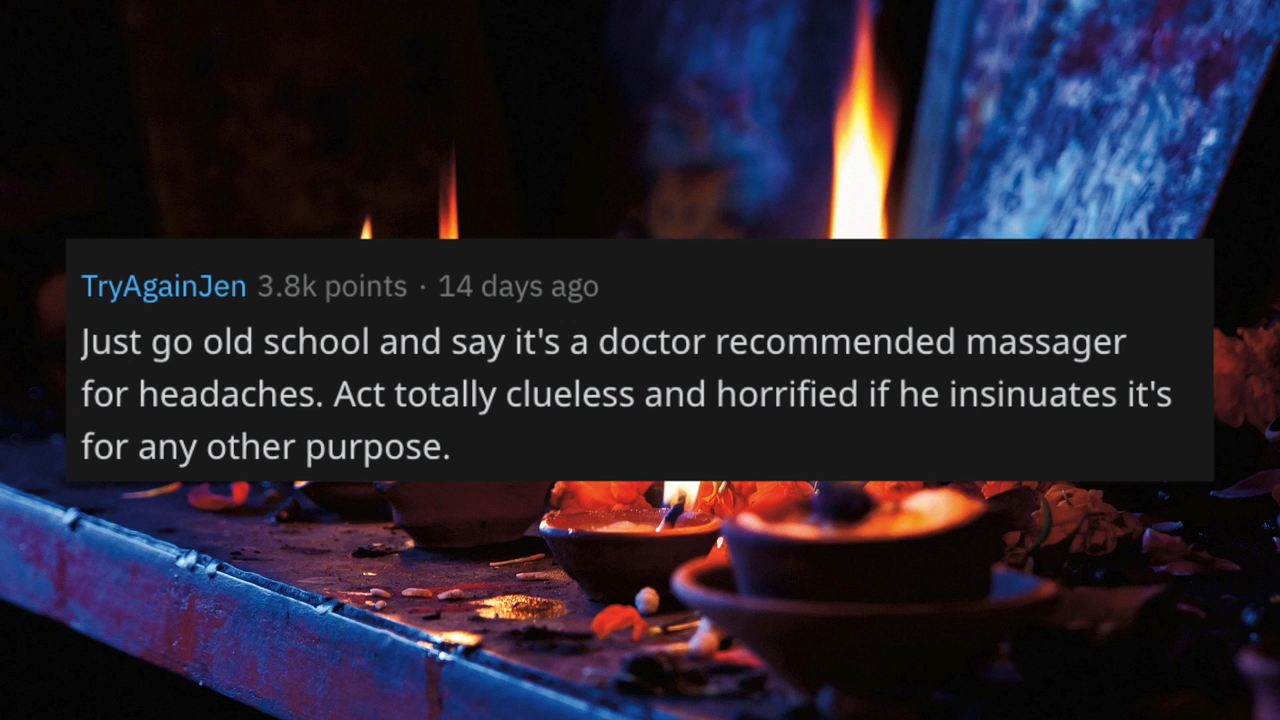 TryAgainJen 3.8k points · 14 days ago
Just go old school and say it's a doctor recommended massager
for headaches. Act totally clueless and horrified if he insinuates it's
for any other purpose.